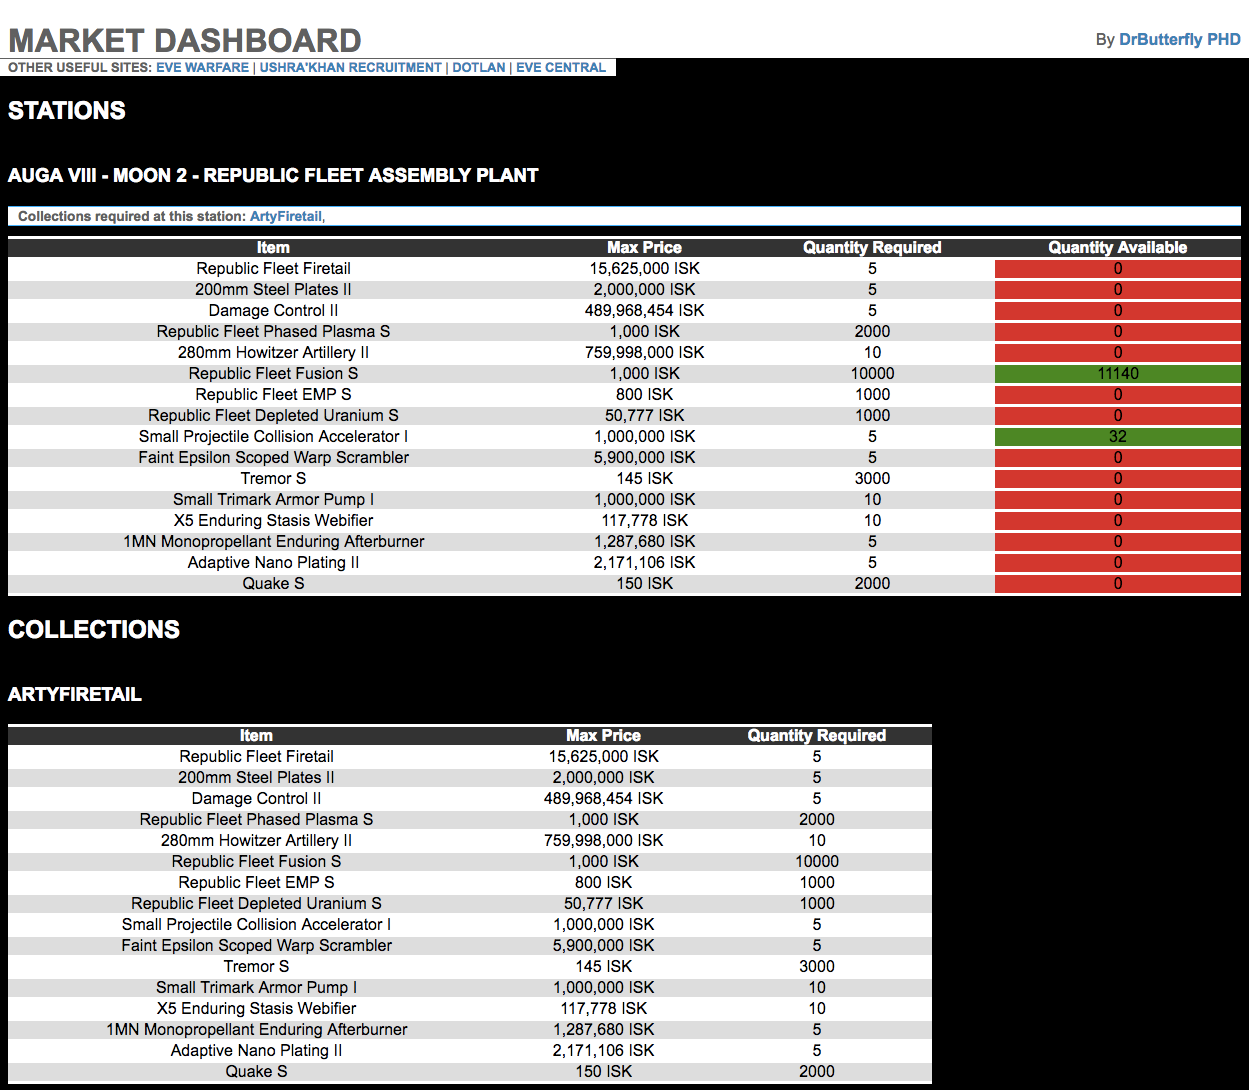 MARKET DASHBOARD
By DrButterfly PHD
OTHER USEFUL SITES: EVE WARFARE | USHRA'KHAN RECRUITMENT | DOTLAN | EVE CENTRAL
STATIONS
AUGA VIII - MOON 2 - REPUBLIC FLEET ASSEMBLY PLANT
Collections required at this station: ArtyFiretail,
Item Max Price Quantity Required Quantity Available
Republic Fleet Firetail 15,625,000 ISK 5 0
200mm Steel Plates II 2,000,000 ISK 5 0
Damage Control II 489,968,454 ISK 5 0
Republic Fleet Phased Plasma S 1,000 ISK 2000 0
280mm Howitzer Artillery II 759,998,000 ISK 10 0
Republic Fleet Fusion S 1,000 ISK 10000 11140
Republic Fleet EMP S 800 ISK 1000 0
Republic Fleet Depleted Uranium S 50,777 ISK 1000 0
Small Projectile Collision Accelerator I 1,000,000 ISK 5 32
Faint Epsilon Scoped Warp Scrambler 5,900,000 ISK 5 0
Tremor S 145 ISK 3000 0
Small Trimark Armor Pump I 1,000,000 ISK 10 0
X5 Enduring Stasis Webifier 117,778 ISK 10 0
1MN Monopropellant Enduring Afterburner 1,287,680 ISK 5 0
Adaptive Nano Plating II 2,171,106 ISK 5 0
Quake S 150 ISK 2000 0
COLLECTIONS
ARTYFIRETAIL
Item Max Price Quantity Required
Republic Fleet Firetail 15,625,000 ISK 5
200mm Steel Plates II 2,000,000 ISK 5
Damage Control II 489,968,454 ISK 5
Republic Fleet Phased Plasma S 1,000 ISK 2000
280mm Howitzer Artillery II 759,998,000 ISK 10
Republic Fleet Fusion S 1,000 ISK 10000
Republic Fleet EMP S 800 ISK 1000
Republic Fleet Depleted Uranium S 50,777 ISK 1000
Small Projectile Collision Accelerator I 1,000,000 ISK 5
Faint Epsilon Scoped Warp Scrambler 5,900,000 ISK 5
Tremor S 145 ISK 3000
Small Trimark Armor Pump I 1,000,000 ISK 10
X5 Enduring Stasis Webifier 117,778 ISK 10
1MN Monopropellant Enduring Afterburner 1,287,680 ISK 5
Adaptive Nano Plating II 2,171,106 ISK 5
Quake S 150 ISK 2000